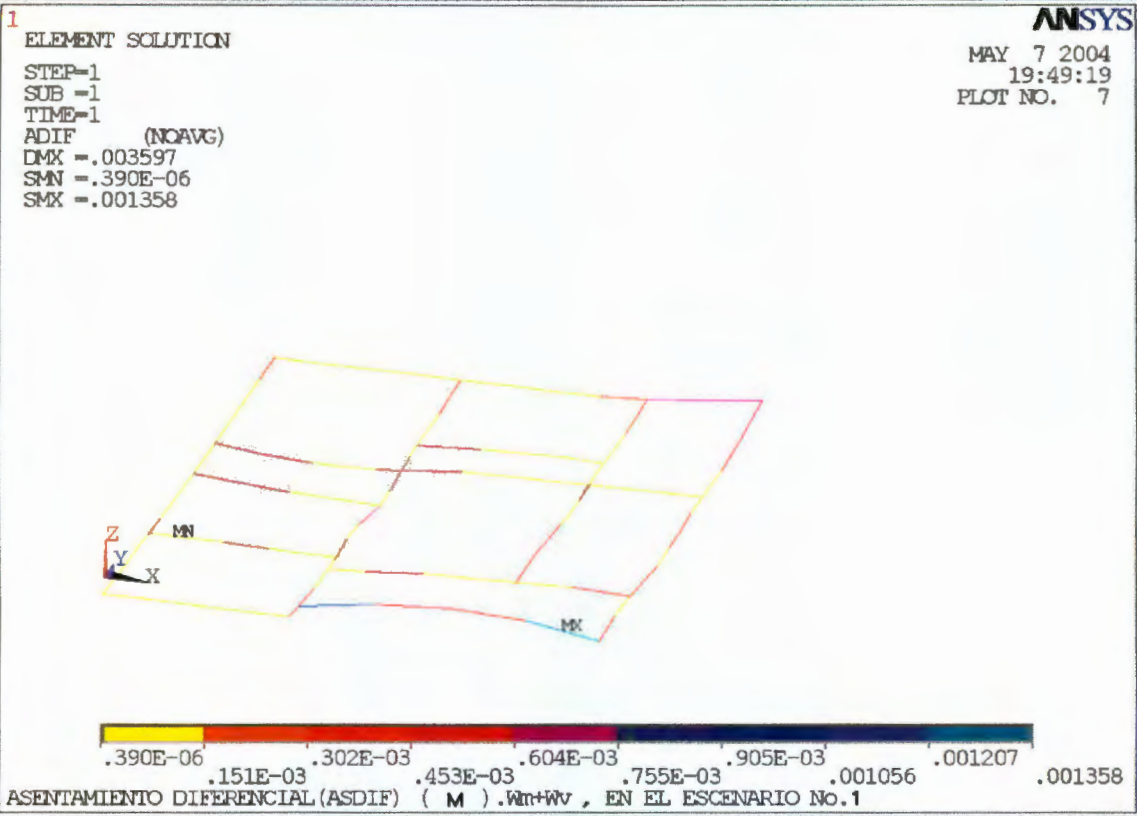 1
ELEMENT SOLUTION
STEP=1
SUB =1
TIME=1
ADIF (NOAVG)
DMX =.003597
SMN =.390E-06
SMX =.001358
ANSYS
MAY 7 2004
19:49:19
PLOT NO. 7
Z
Y
X
MN
MX
.390E-06 .302E-03 .604E-03 .905E-03 .001207
.151E-03 .453E-03 .755E-03 .001056 .001358
ASENTAMIENTO DIFERENCIAL(ASDIF) ( M ).Wm+Wv , EN EL ESCENARIO No.1